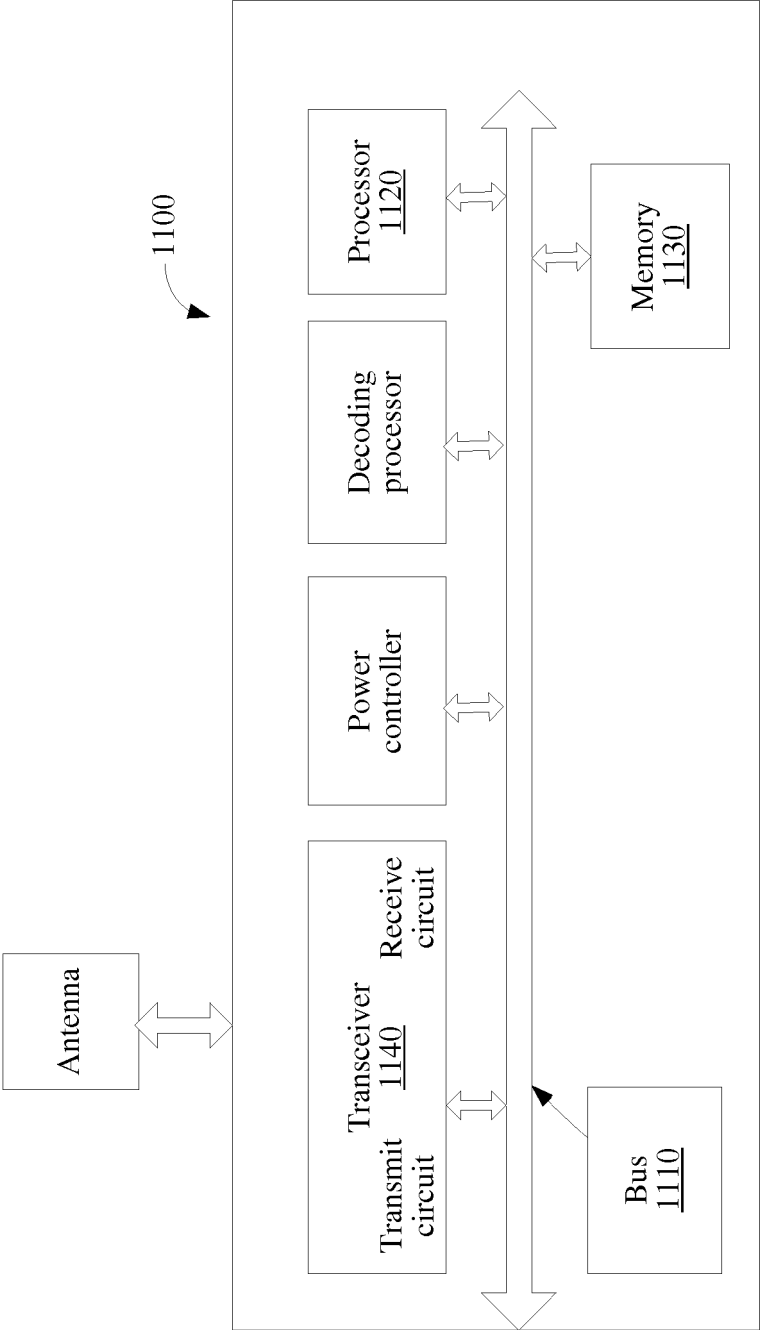 1100
Antenna
Transceiver
1140
Transmit
circuit
Receive
circuit
Power
controller
Decoding
processor
Processor
1120
Bus
1110
Memory
1130